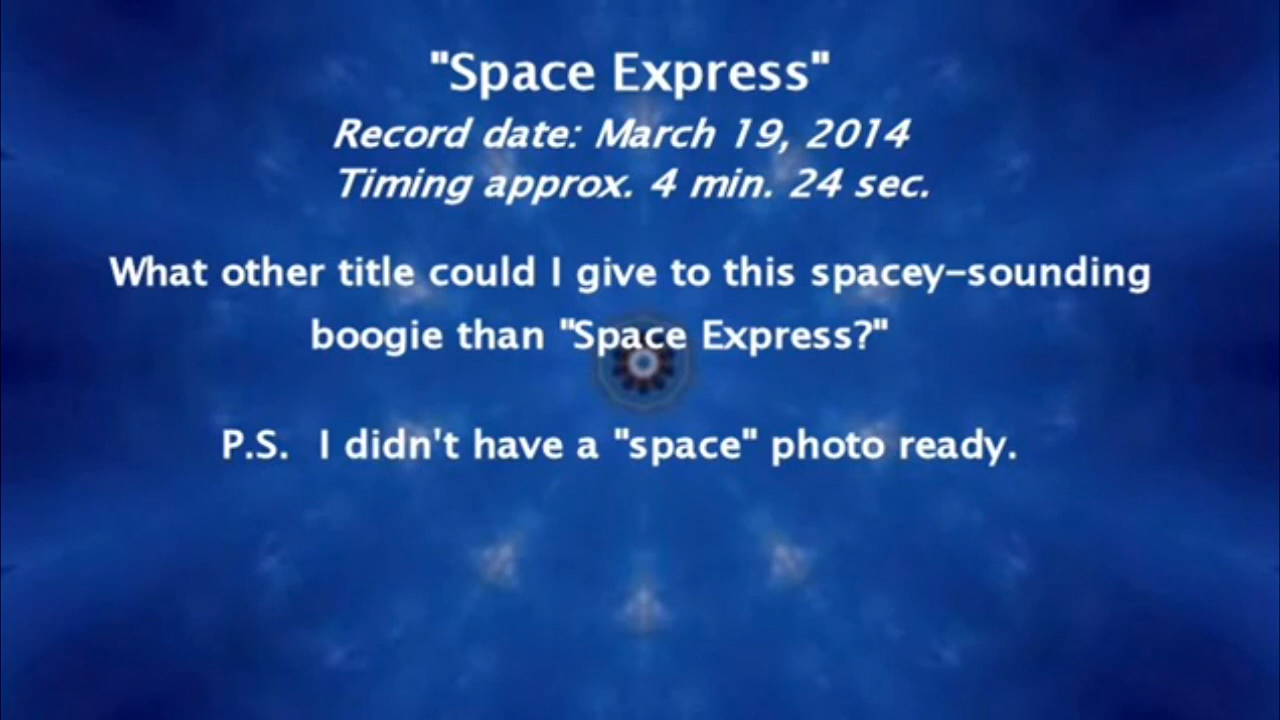 "Space Express"
Record date: March 19, 2014
Timing approx. 4 min. 24 sec.
What other title could I give to this spacey-sounding
boogie than "Space Express?"
P.S. I didn't have a "space" photo ready.